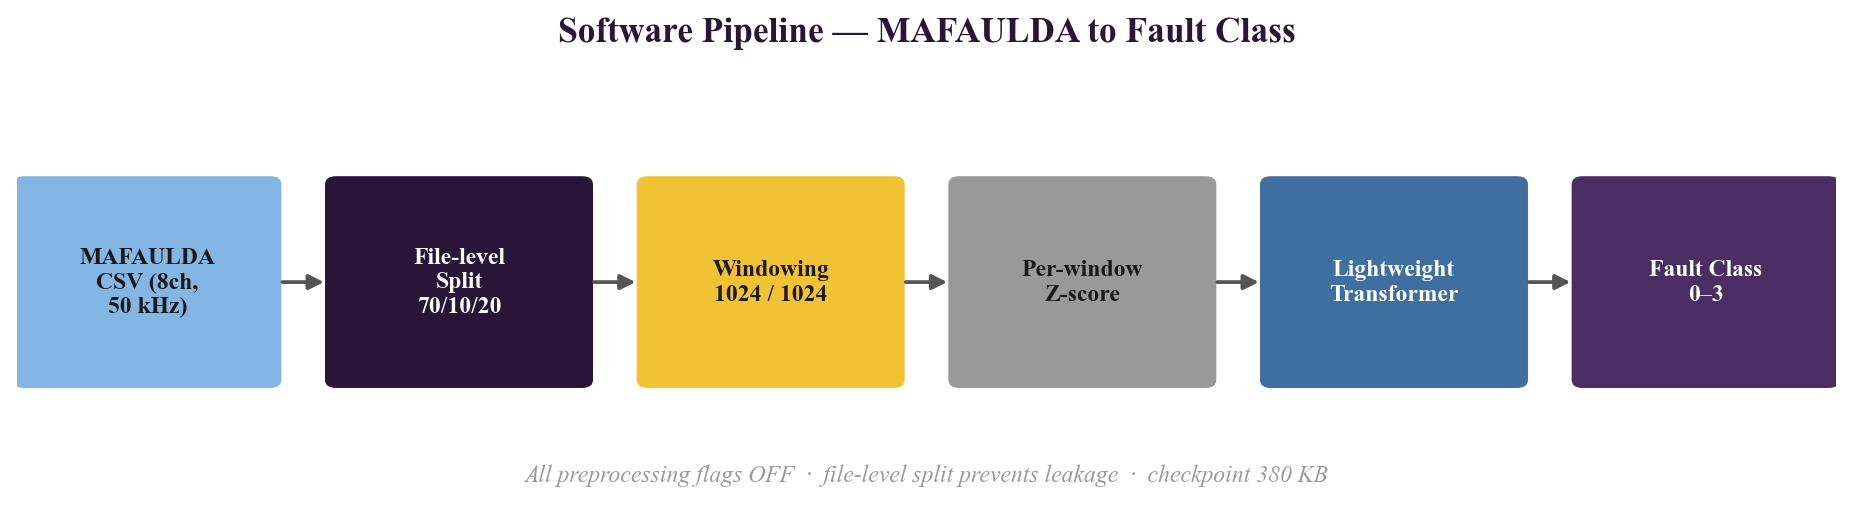 Software Pipeline — MAFAULDA to Fault Class
MAFAULDA
CSV (8ch,
50 kHz)
File-level
Split
70/10/20
Windowing
1024 / 1024
Per-window
Z-score
Lightweight
Transformer
Fault Class
0–3
All preprocessing flags OFF · file-level split prevents leakage · checkpoint 380 KB